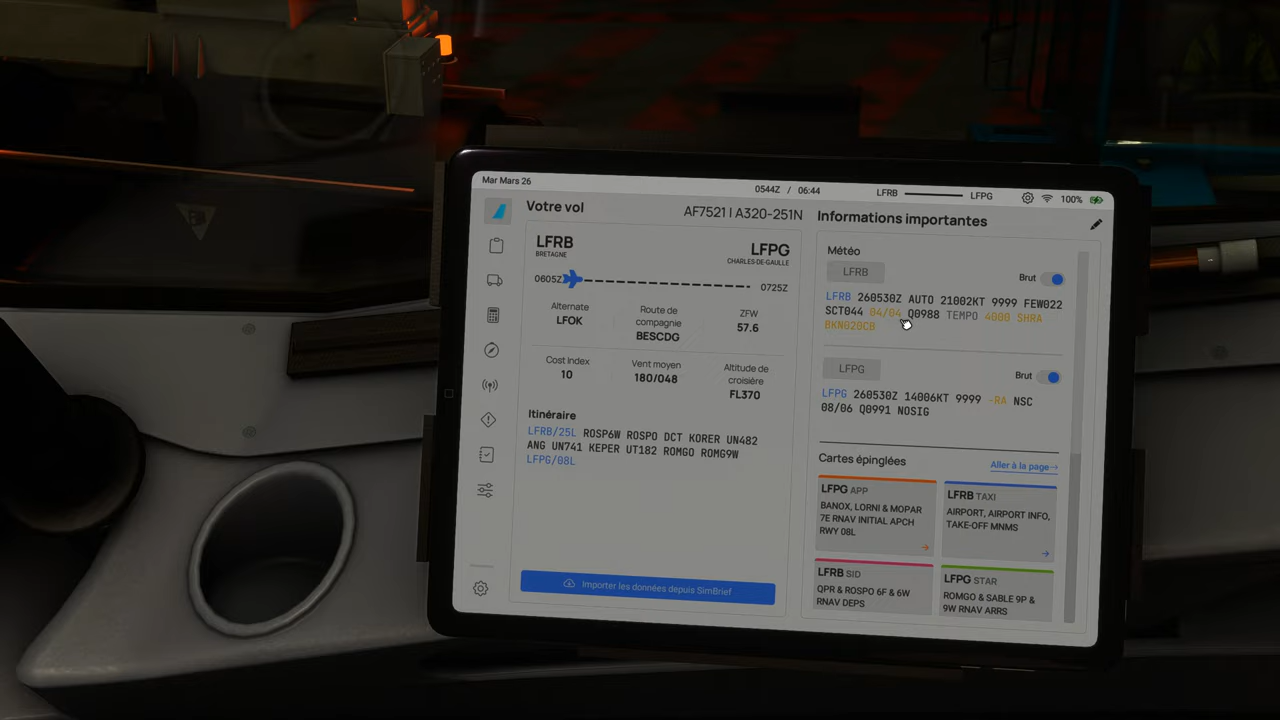 Mar Mars 26
0544Z / 06:44
LFRB
LFPG
100%
Votre vol
AF7521 | A320-251N
LFRB
BRETAGNE
LFPG
CHARLES-DE-GAULLE
0605Z
0725Z
Alternate
LFOK
Route de
compagnie
BESCDG
ZFW
57.6
Cost Index
10
Vent moyen
180/048
Altitude de
croisière
FL370
Itinéraire
LFRB/25L ROSP6W ROSPO DCT KORER UN482
ANG UN741 KEPER UT182 ROMGO ROMG9W
LFPG/08L
Importer les données depuis SimBrief
Informations importantes
Météo
LFRB
Brut
LFRB 260530Z AUTO 21002KT 9999 FEW022
SCT044 04/04 Q0988 TEMPO 4000 SHRA
BKN020CB
LFPG
Brut
LFPG 260530Z 14006KT 9999 -RA NSC
08/06 Q0991 NOSIG
Cartes épinglées
Aller à la page
LFPG APP
BANOX, LORNI & MOPAR
7E RNAV INITIAL APCH
RWY 08L
LFRB TAXI
AIRPORT, AIRPORT INFO,
TAKE-OFF MNMS
LFRB SID
QPR & ROSPO 6F & 6W
RNAV DEPS
LFPG STAR
ROMGO & SABLE 9P &
9W RNAV ARRS